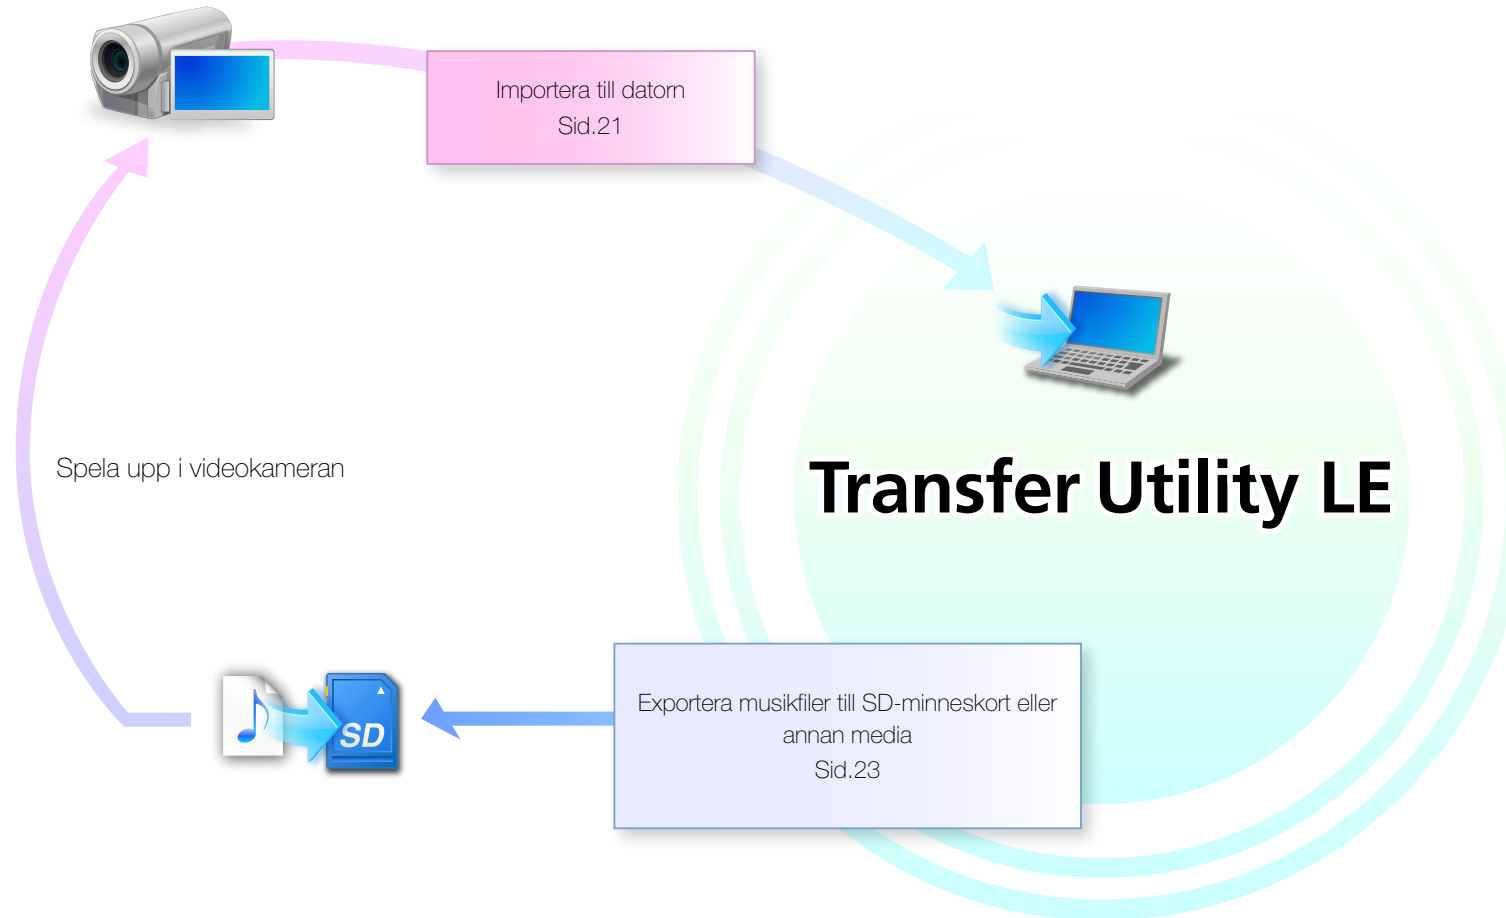 Importera till datorn
Sid.21
Spela upp i videokameran
Transfer Utility LE
SD
Exportera musikfiler till SD-minneskort eller
annan media
Sid.23